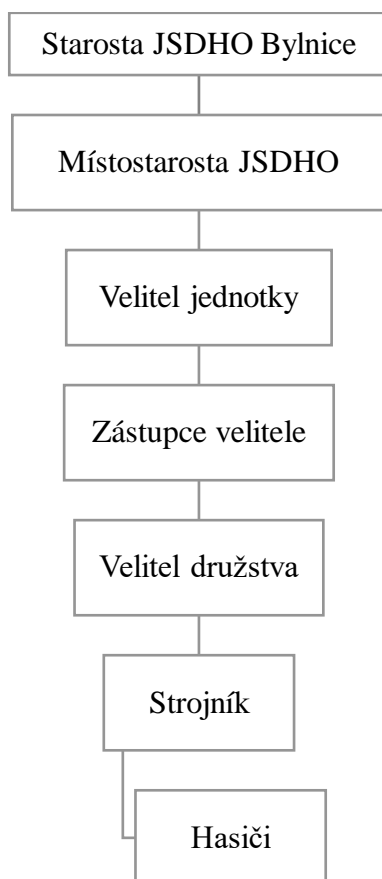 Starosta JSDHO Bylnice
Místostarosta JSDHO
Velitel jednotky
Zástupce velitele
Velitel družstva
Strojník
Hasiči